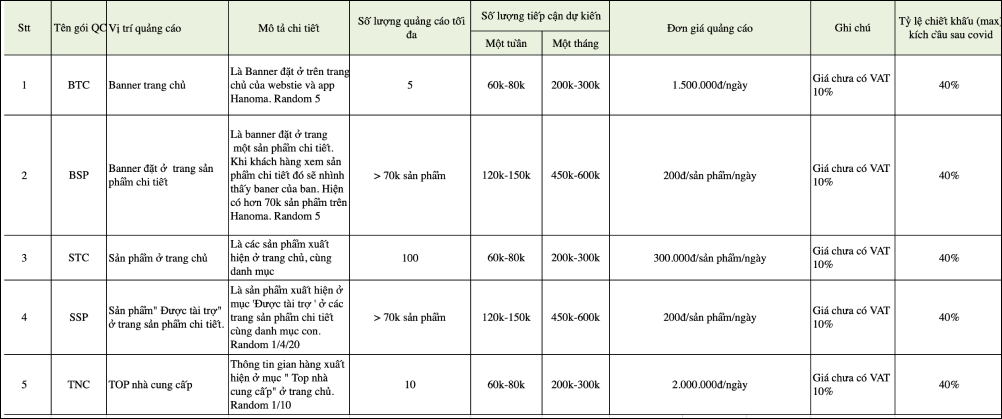 Stt
Tên gói QC
Vị trí quảng cáo
Mô tả chi tiết
Số lượng quảng cáo tối
đa
Số lượng tiếp cận dự kiến
Một tuần
Một tháng
Đơn giá quảng cáo
Ghi chú
Tỷ lệ chiết khấu (max)
kích cầu sau covid
1
BTC
Banner trang chủ
Là Banner đặt ở trên trang
chủ của webstie và app
Hanoma. Random 5
5
60k-80k
200k-300k
1.500.000đ/ngày
Giá chưa có VAT
10%
40%
2
BSP
Banner đặt ở trang sản
phẩm chi tiết
Là banner đặt ở trang
một sản phẩm chi tiết.
Khi khách hàng xem sản
phẩm chi tiết đó sẽ nhình
thấy baner của ban. Hiện
có hơn 70k sản phẩm trên
Hanoma. Random 5
> 70k sản phẩm
120k-150k
450k-600k
200đ/sản phẩm/ngày
Giá chưa có VAT
10%
40%
3
STC
Sản phẩm ở trang chủ
Là các sản phẩm xuất
hiện ở trang chủ, cùng
danh mục
100
60k-80k
200k-300k
300.000đ/sản phẩm/ngày
Giá chưa có VAT
10%
40%
4
SSP
Sản phẩm" Được tài trợ"
ở trang sản phẩm chi tiết.
Là sản phẩm xuất hiện ở
mục 'Được tài trợ ' ở các
trang sản phẩm chi tiết
cùng danh mục con.
Random 1/4/20
> 70k sản phẩm
120k-150k
450k-600k
200đ/sản phẩm/ngày
Giá chưa có VAT
10%
40%
5
TNC
TOP nhà cung cấp
Thông tin gian hàng xuất
hiện ở mục " Top nhà
cung cấp" ở trang chủ.
Random 1/10
10
60k-80k
200k-300k
2.000.000đ/ngày
Giá chưa có VAT
10%
40%